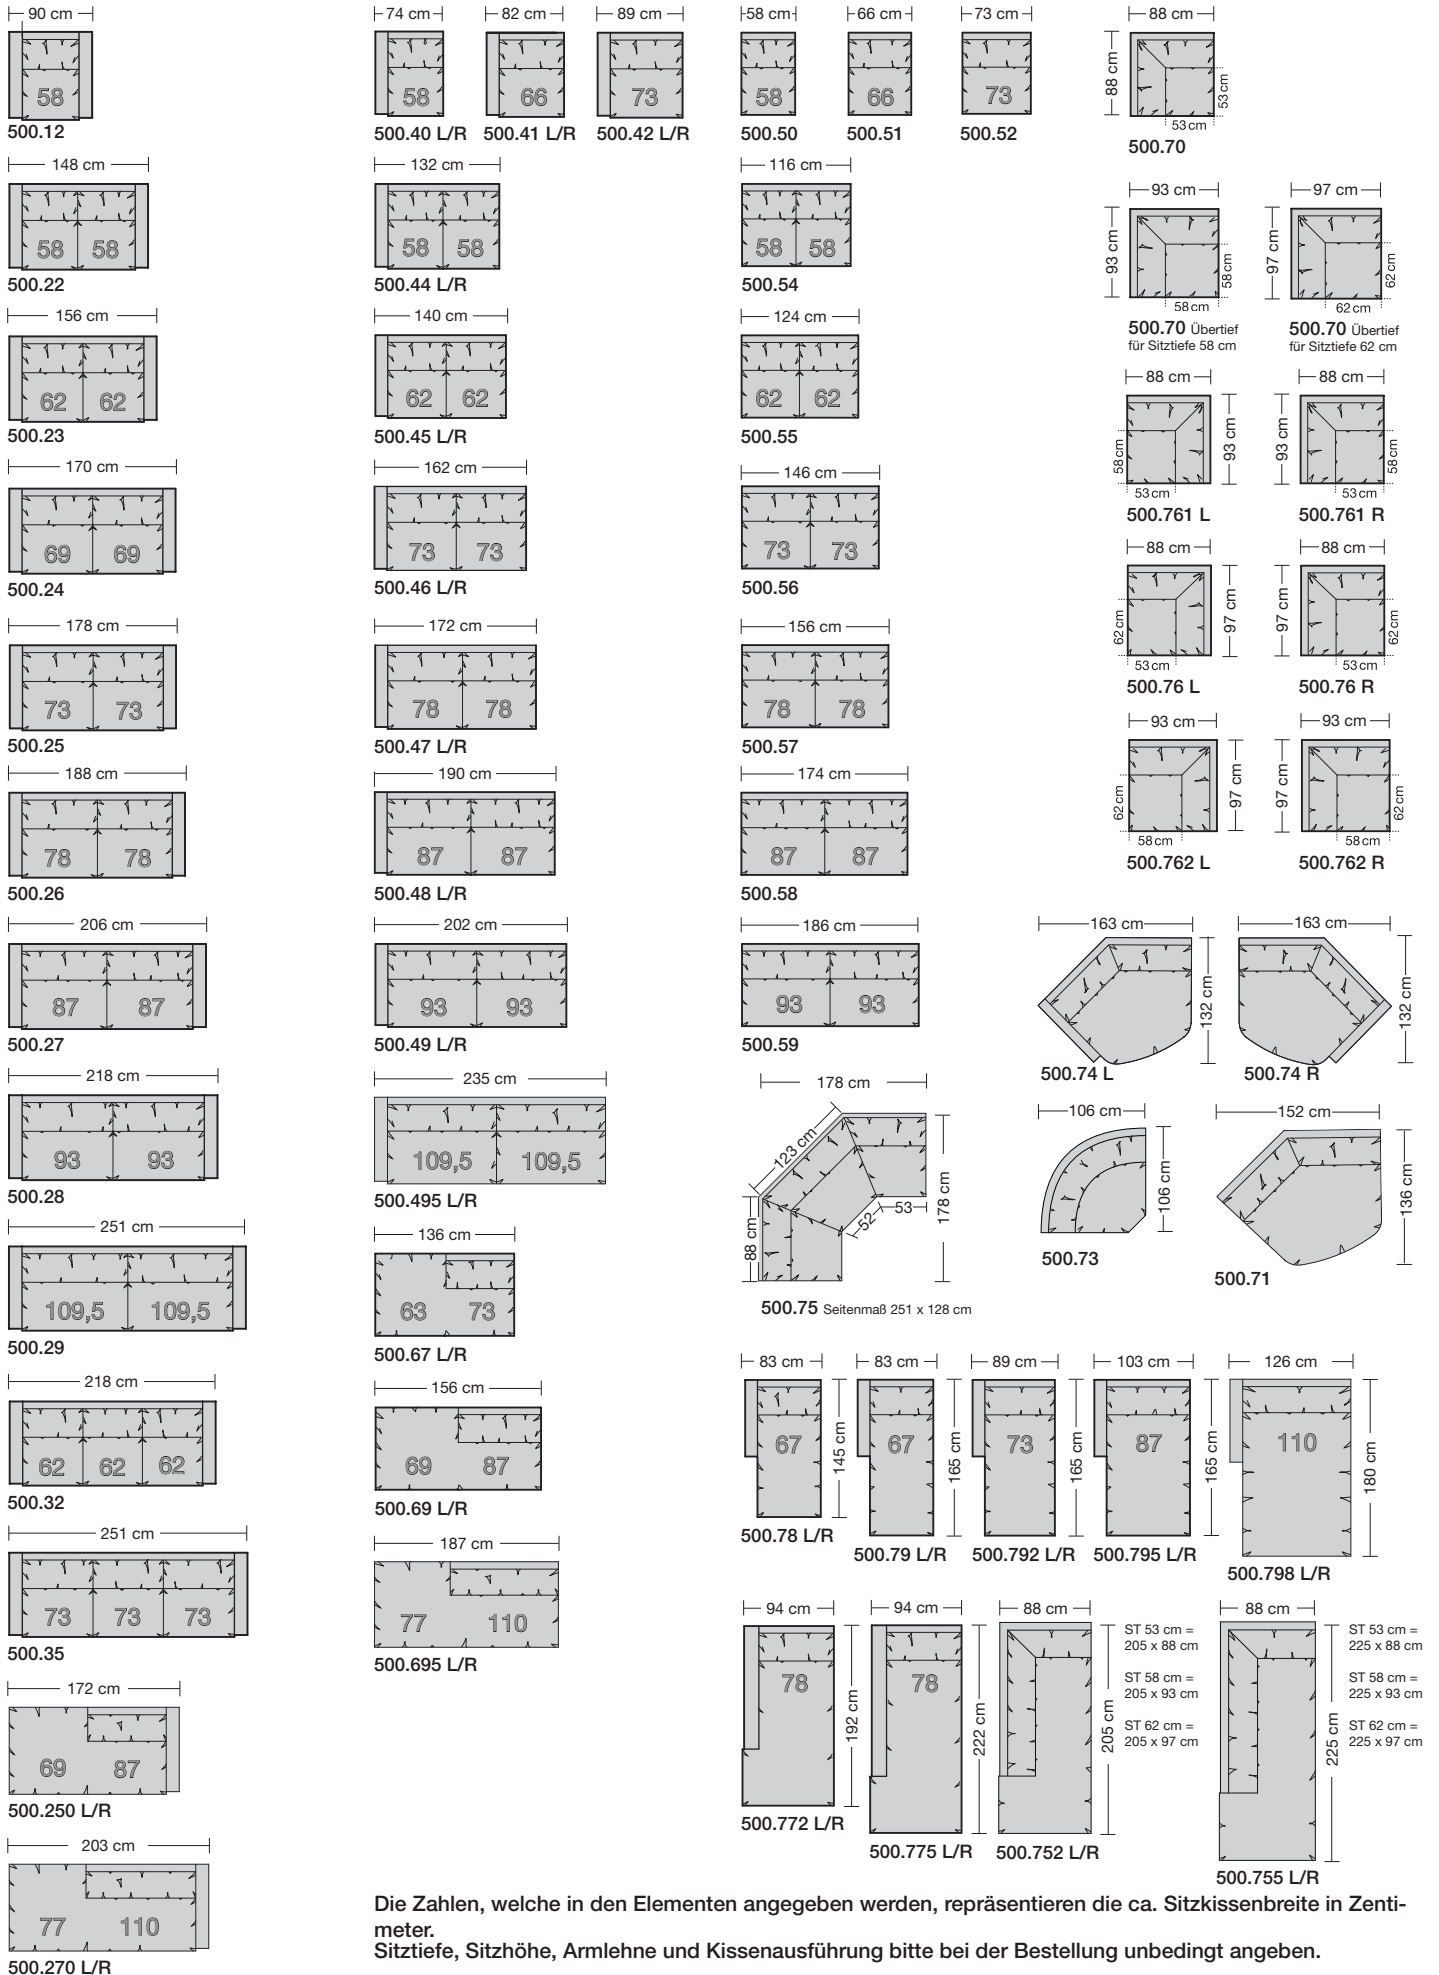 90 cm
58
500.12
148 cm
58 58
500.22
156 cm
62 62
500.23
170 cm
69 69
500.24
178 cm
73 73
500.25
188 cm
78 78
500.26
206 cm
87 87
500.27
218 cm
93 93
500.28
251 cm
109,5 109,5
500.29
218 cm
62 62 62
500.32
251 cm
73 73 73
500.35
172 cm
69 87
500.250 L/R
203 cm
77 110
500.270 L/R
74 cm 82 cm 89 cm
58 66 73
500.40 L/R 500.41 L/R 500.42 L/R
132 cm
58 58
500.44 L/R
140 cm
62 62
500.45 L/R
162 cm
73 73
500.46 L/R
172 cm
78 78
500.47 L/R
190 cm
87 87
500.48 L/R
202 cm
93 93
500.49 L/R
235 cm
109,5 109,5
500.495 L/R
136 cm
63 73
500.67 L/R
156 cm
69 87
500.69 L/R
187 cm
77 110
500.695 L/R
58 cm 66 cm 73 cm
58 66 73
500.50 500.51 500.52
116 cm
58 58
500.54
124 cm
62 62
500.55
146 cm
73 73
500.56
156 cm
78 78
500.57
174 cm
87 87
500.58
186 cm
93 93
500.59
178 cm
123 cm
88 cm
52
53
178 cm
500.75 Seitenmaß 251 x 128 cm
88 cm
88 cm
53 cm
53 cm
500.70
93 cm 97 cm
93 cm 58 cm 97 cm 62 cm
58 cm 62 cm
500.70 Übertief 500.70 Übertief
für Sitztiefe 58 cm für Sitztiefe 62 cm
88 cm 88 cm
58 cm 93 cm 93 cm 58 cm
53 cm 53 cm
500.761 L 500.761 R
88 cm 88 cm
62 cm 97 cm 97 cm 62 cm
53 cm 53 cm
500.76 L 500.76 R
93 cm 93 cm
62 cm 97 cm 97 cm 62 cm
58 cm 58 cm
500.762 L 500.762 R
163 cm 163 cm
132 cm 132 cm
500.74 L 500.74 R
106 cm 152 cm
106 cm 136 cm
500.73 500.71
83 cm 83 cm 89 cm 103 cm 126 cm
67 67 73 87 110
145 cm 165 cm 165 cm 165 cm 180 cm
500.78 L/R 500.79 L/R 500.792 L/R 500.795 L/R 500.798 L/R
94 cm 94 cm 88 cm 88 cm
78 78
192 cm 222 cm 205 cm 225 cm
ST 53 cm = ST 53 cm =
205 x 88 cm 225 x 88 cm
ST 58 cm = ST 58 cm =
205 x 93 cm 225 x 93 cm
ST 62 cm = ST 62 cm =
205 x 97 cm 225 x 97 cm
500.772 L/R 500.775 L/R 500.752 L/R 500.755 L/R
Die Zahlen, welche in den Elementen angegeben werden, repräsentieren die ca. Sitzkissenbreite in Zenti-
meter.
Sitztiefe, Sitzhöhe, Armlehne und Kissenausführung bitte bei der Bestellung unbedingt angeben.